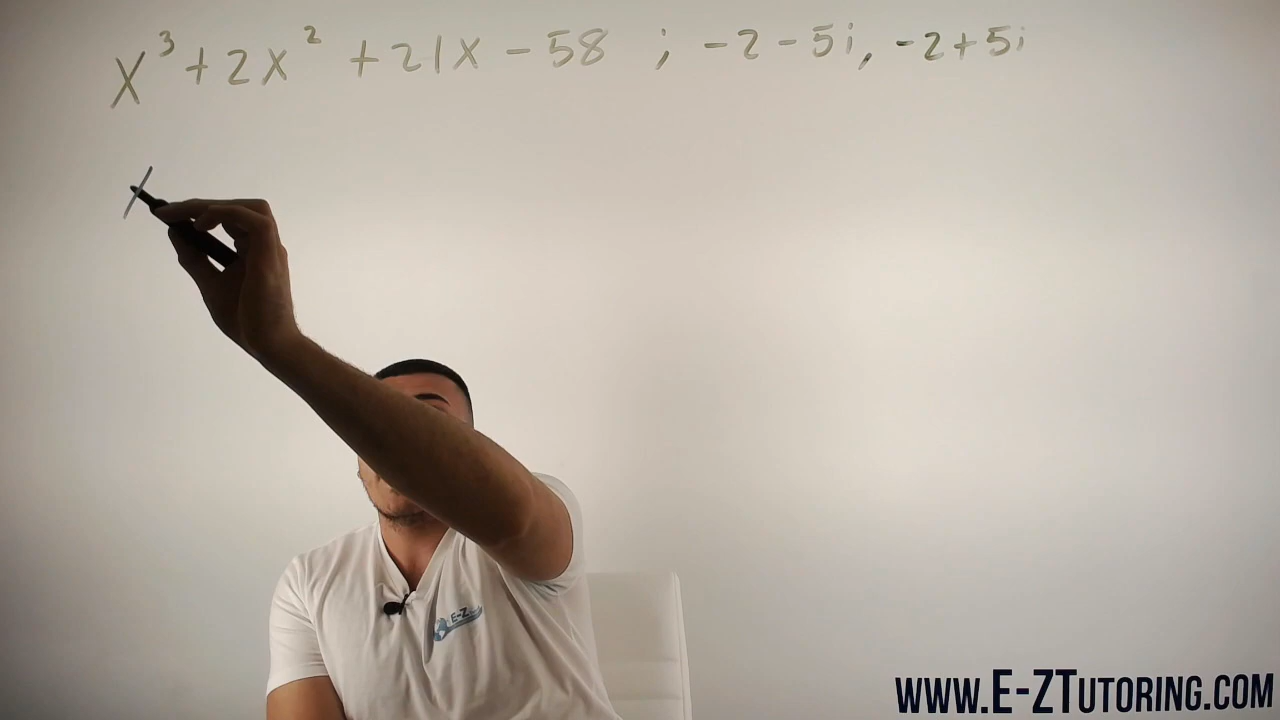 x³ + 2x² + 21x - 58 ; -2-5i, -2+5i
E-Z
www.E-ZTutoring.com